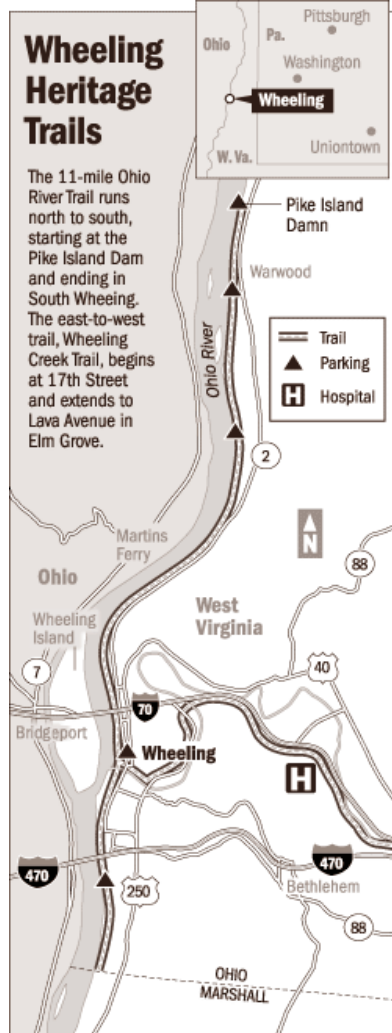 Wheeling
Heritage
Trails
The 11-mile Ohio
River Trail runs
north to south,
starting at the
Pike Island Dam
and ending in
South Wheeing.
The east-to-west
trail, Wheeling
Creek Trail, begins
at 17th Street
and extends to
Lava Avenue in
Elm Grove.
Pittsburgh
Ohio
Pa.
Washington
Wheeling
W. Va.
Uniontown
Pike Island
Damn
Warwood
Ohio River
Trail
Parking
H Hospital
2
N
Martins
Ferry
88
Ohio
West
Virginia
Wheeling
Island
40
7
70
Bridgeport
Wheeling
H
470
470
250
Bethlehem
88
OHIO
MARSHALL